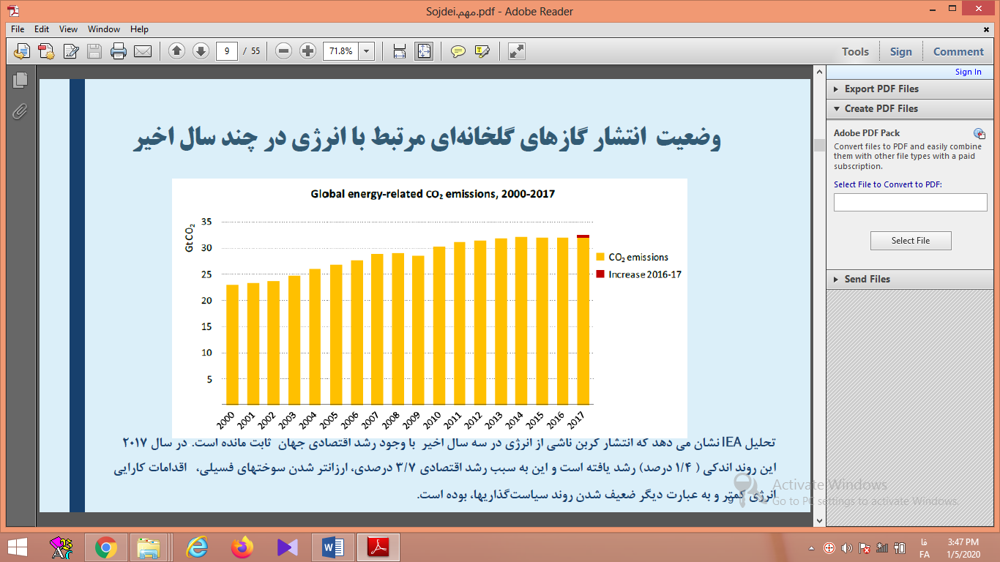 Sojdei.مهم.pdf - Adobe Reader
File Edit View Window Help
9 / 55 71.8% Tools Sign Comment
Sign In
Export PDF Files
Create PDF Files
Adobe PDF Pack
Convert files to PDF and easily combine
them with other file types with a paid
subscription.
Select File to Convert to PDF:
Select File
Send Files
وضعیت انتشار گازهای گلخانه‌ای مرتبط با انرژی در چند سال اخیر
Global energy-related CO₂ emissions, 2000-2017
Gt CO₂
35
30
25
20
15
10
5
2000 2001 2002 2003 2004 2005 2006 2007 2008 2009 2010 2011 2012 2013 2014 2015 2016 2017
CO₂ emissions
Increase 2016-17
تحلیل IEA نشان می دهد که انتشار کربن ناشی از انرژی در سه سال اخیر با وجود رشد اقتصادی جهان ثابت مانده است. در سال ۲۰۱۷
این روند اندکی ( ۱/۴ درصد) رشد یافته است و این به سبب رشد اقتصادی ۳/۷ درصدی، ارزانتر شدن سوختهای فسیلی، اقدامات کارایی
انرژی کمتر و به عبارت دیگر ضعیف شدن روند سیاست‌گذاریها، بوده است.
9
Activate Windows
Go to PC settings to activate Windows.
فا
FA
3:47 PM
1/5/2020